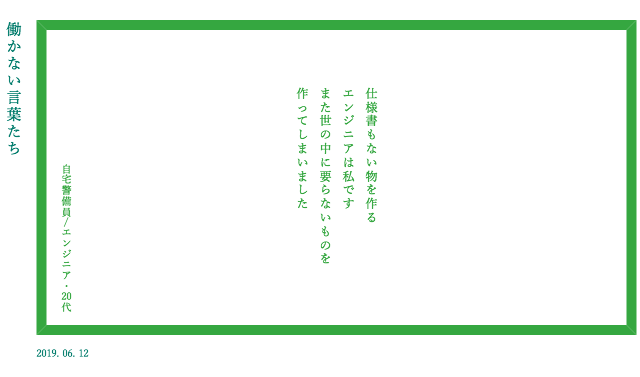 働かない言葉たち
仕様書もない物を作る
エンジニアは私です
また世の中に要らないものを
作ってしまいました
自宅警備員/エンジニア・20代
2019. 06. 12